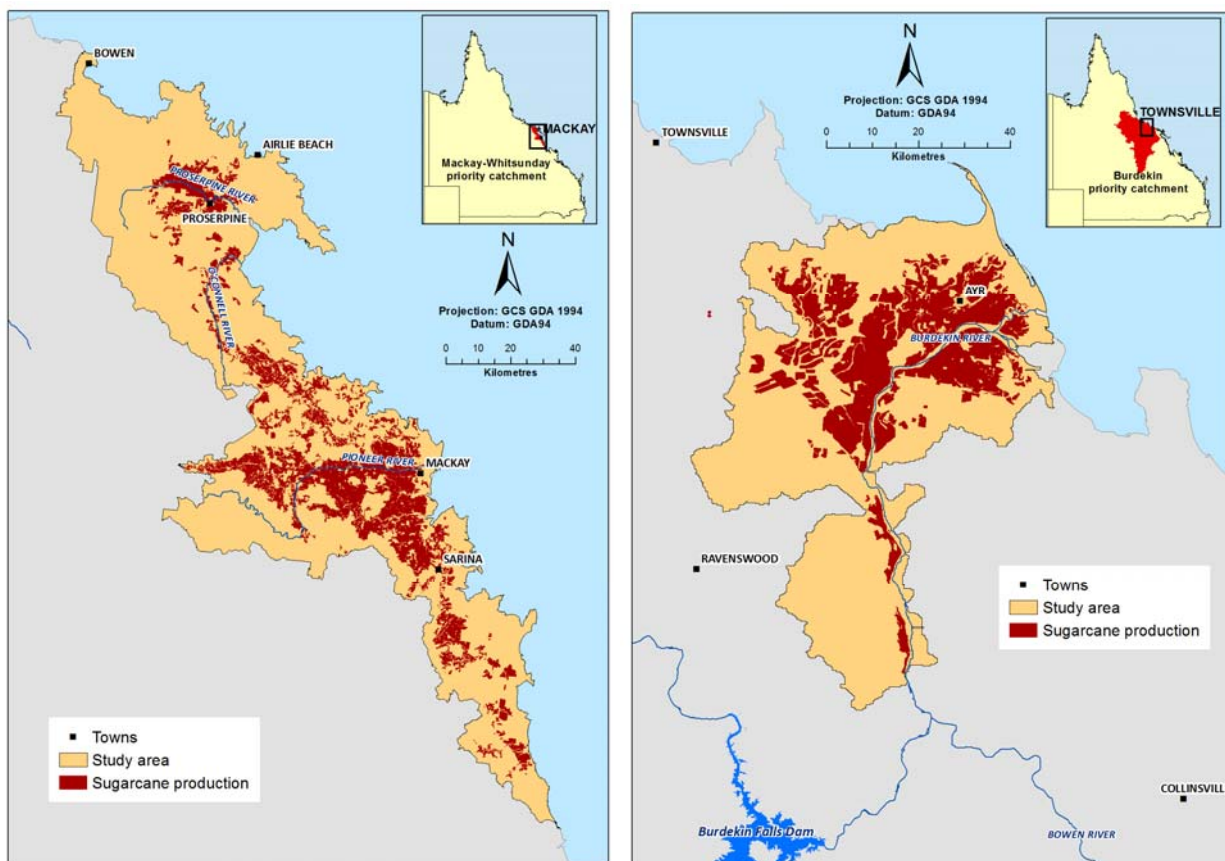 BOWEN
AIRLIE BEACH
PROSERPINE RIVER
PROSERPINE
O'CONNELL RIVER
PIONEER RIVER
MACKAY
SARINA
MACKAY
Mackay-Whitsunday
priority catchment
N
Projection: GCS GDA 1994
Datum: GDA94
0 20 40
Kilometres
Towns
Study area
Sugarcane production
N
Projection: GCS GDA 1994
Datum: GDA94
0 10 20 40
Kilometres
TOWNSVILLE
Burdekin
priority catchment
TOWNSVILLE
AYR
BURDEKIN RIVER
RAVENSWOOD
Towns
Study area
Sugarcane production
COLLINSVILL
Burdekin Falls Dam
BOWEN RIVER